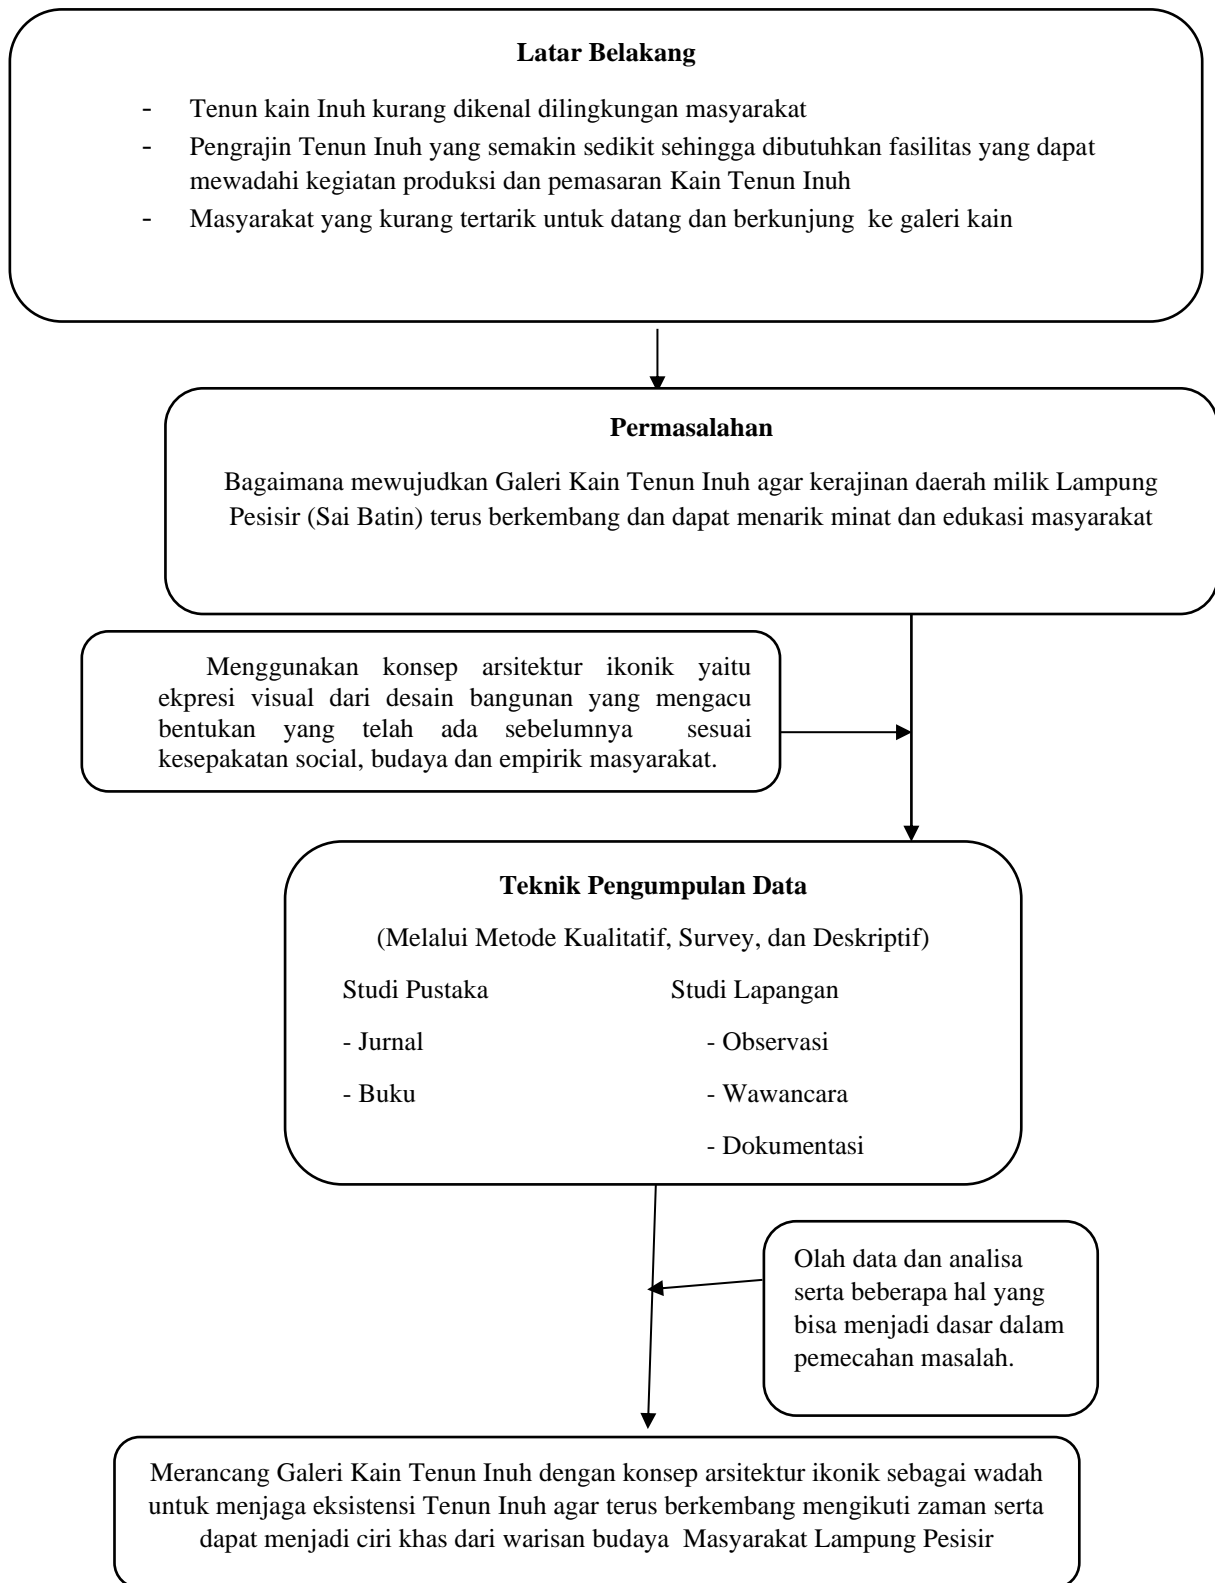 Latar Belakang
- Tenun kain Inuh kurang dikenal dilingkungan masyarakat
- Pengrajin Tenun Inuh yang semakin sedikit sehingga dibutuhkan fasilitas yang dapat
mewadahi kegiatan produksi dan pemasaran Kain Tenun Inuh
- Masyarakat yang kurang tertarik untuk datang dan berkunjung ke galeri kain
Permasalahan
Bagaimana mewujudkan Galeri Kain Tenun Inuh agar kerajinan daerah milik Lampung
Pesisir (Sai Batin) terus berkembang dan dapat menarik minat dan edukasi masyarakat
Menggunakan konsep arsitektur ikonik yaitu
ekpresi visual dari desain bangunan yang mengacu
bentukan yang telah ada sebelumnya sesuai
kesepakatan social, budaya dan empirik masyarakat.
Teknik Pengumpulan Data
(Melalui Metode Kualitatif, Survey, dan Deskriptif)
Studi Pustaka Studi Lapangan
- Jurnal - Observasi
- Buku - Wawancara
- Dokumentasi
Olah data dan analisa
serta beberapa hal yang
bisa menjadi dasar dalam
pemecahan masalah.
Merancang Galeri Kain Tenun Inuh dengan konsep arsitektur ikonik sebagai wadah
untuk menjaga eksistensi Tenun Inuh agar terus berkembang mengikuti zaman serta
dapat menjadi ciri khas dari warisan budaya Masyarakat Lampung Pesisir